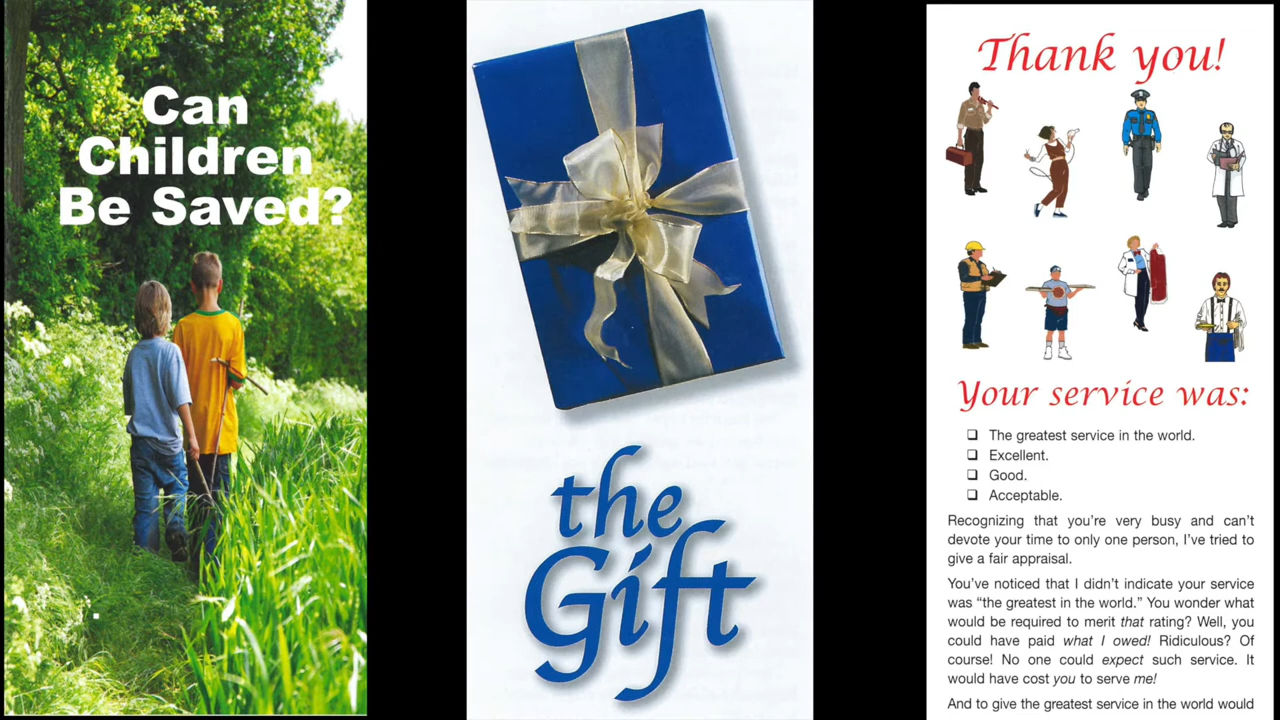 Can
Children
Be Saved?
the
Gift
Thank you!
Your service was:
❑ The greatest service in the world.
❑ Excellent.
❑ Good.
❑ Acceptable.
Recognizing that you’re very busy and can’t
devote your time to only one person, I’ve tried to
give a fair appraisal.
You’ve noticed that I didn’t indicate your service
was “the greatest in the world.” You wonder what
would be required to merit that rating? Well, you
could have paid what I owed! Ridiculous? Of
course! No one could expect such service. It
would have cost you to serve me!
And to give the greatest service in the world would